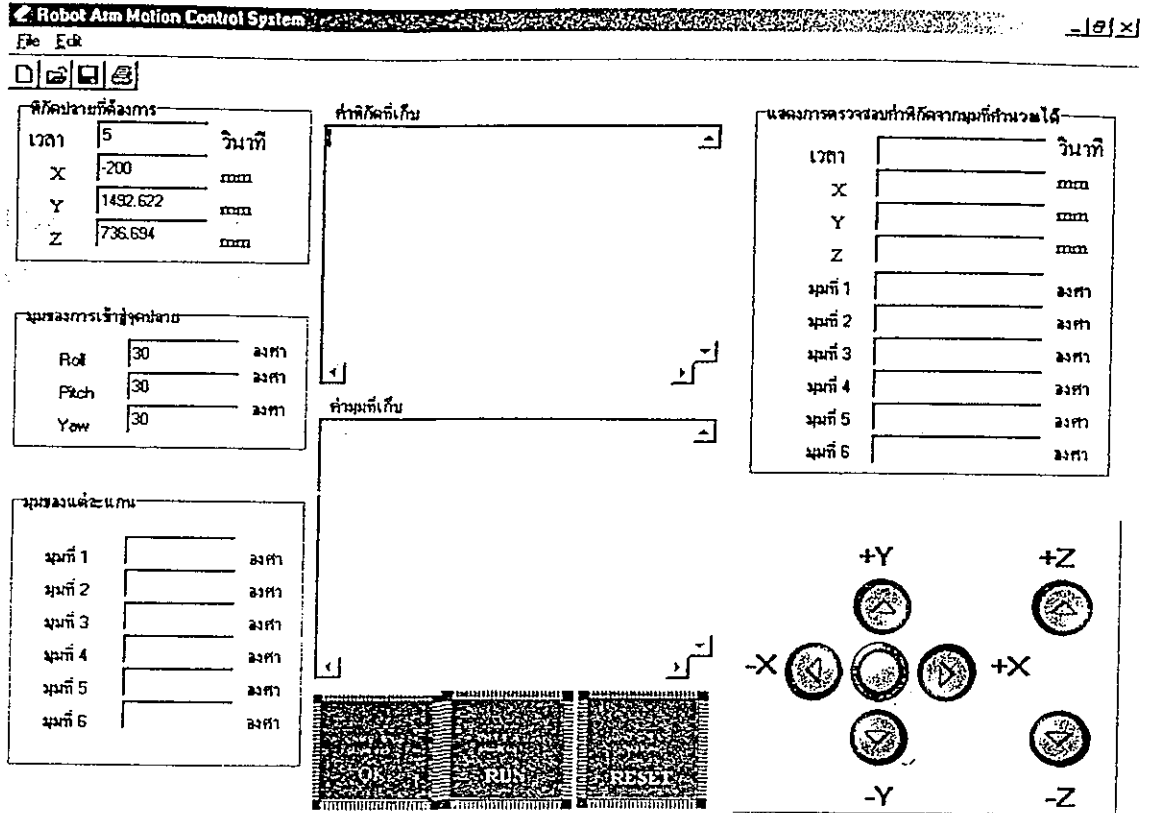 Robot Arm Motion Control System
File Edit
พิกัดปลายที่ต้องการ
เวลา 5 วินาที
X -200 mm
Y 1492.622 mm
Z 736.694 mm
มุมของการเข้าสู่จุดปลาย
Roll 30 องศา
Pitch 30 องศา
Yaw 30 องศา
มุมของแต่ละแกน
มุมที่ 1 องศา
มุมที่ 2 องศา
มุมที่ 3 องศา
มุมที่ 4 องศา
มุมที่ 5 องศา
มุมที่ 6 องศา
ค่าพิกัดที่เก็บ
ค่ามุมที่เก็บ
OK RUN RESET
แสดงการตรวจสอบค่าพิกัดจากมุมที่คำนวณได้
เวลา วินาที
X mm
Y mm
Z mm
มุมที่ 1 องศา
มุมที่ 2 องศา
มุมที่ 3 องศา
มุมที่ 4 องศา
มุมที่ 5 องศา
มุมที่ 6 องศา
+Y +Z
-X +X
-Y -Z